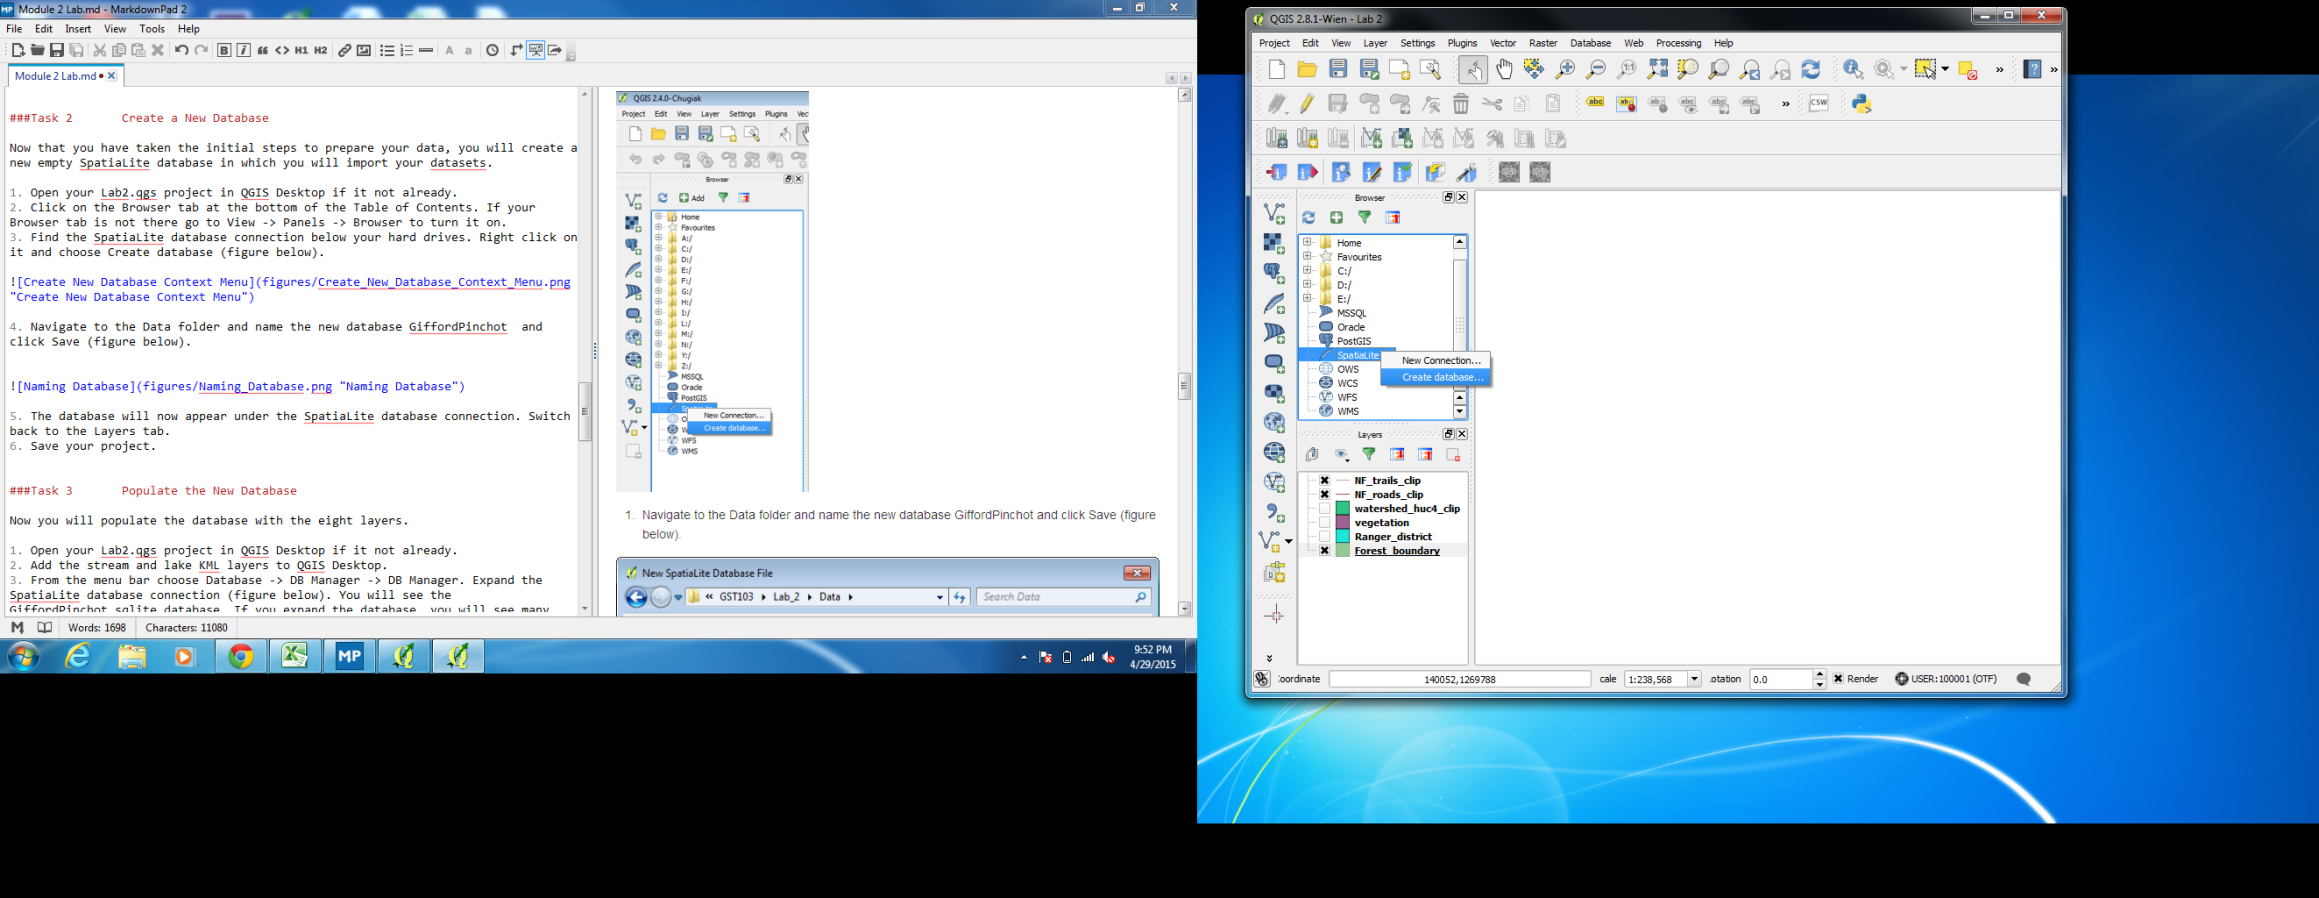 Module 2 Lab.md - MarkdownPad 2
File Edit Insert View Tools Help
B i H1 H2 A a
Module 2 Lab.md
###Task 2 Create a New Database
Now that you have taken the initial steps to prepare your data, you will create a
new empty SpatiaLite database in which you will import your datasets.
1. Open your Lab2.qgs project in QGIS Desktop if it not already.
2. Click on the Browser tab at the bottom of the Table of Contents. If your
Browser tab is not there go to View -> Panels -> Browser to turn it on.
3. Find the SpatiaLite database connection below your hard drives. Right click on
it and choose Create database (figure below).
![Create New Database Context Menu](figures/Create_New_Database_Context_Menu.png
"Create New Database Context Menu")
4. Navigate to the Data folder and name the new database GiffordPinchot and
click Save (figure below).
![Naming Database](figures/Naming_Database.png "Naming Database")
5. The database will now appear under the SpatiaLite database connection. Switch
back to the Layers tab.
6. Save your project.
###Task 3 Populate the New Database
Now you will populate the database with the eight layers.
1. Open your Lab2.qgs project in QGIS Desktop if it not already.
2. Add the stream and lake KML layers to QGIS Desktop.
3. From the menu bar choose Database -> DB Manager -> DB Manager. Expand the
SpatiaLite database connection (figure below). You will see the
GiffordPinchot sqlite database. If you expand the database, you will see many
Words: 1698 Characters: 11080
QGIS 2.4.0-Chugiak
Project Edit View Layer Settings Plugins Vec
Browser
Add
Home
Favourites
A:/
C:/
D:/
E:/
F:/
G:/
H:/
I:/
L:/
M:/
N:/
Y:/
Z:/
MSSQL
Oracle
PostGIS
New Connection...
Create database...
WFS
WMS
1. Navigate to the Data folder and name the new database GiffordPinchot and click Save (figure
below).
New SpatiaLite Database File
« GST103 Lab_2 Data Search Data
MP
9:52 PM
4/29/2015
QGIS 2.8.1-Wien - Lab 2
Project Edit View Layer Settings Plugins Vector Raster Database Web Processing Help
abc CSW
Browser
Home
Favourites
C:/
D:/
E:/
MSSQL
Oracle
PostGIS
SpatiaLite
New Connection...
Create database...
OWS
WCS
WFS
WMS
Layers
NF_trails_clip
NF_roads_clip
watershed_huc4_clip
vegetation
Ranger_district
Forest_boundary
:oordinate 140052,1269788 cale 1:238,568 .otation 0.0 Render USER:100001 (OTF)